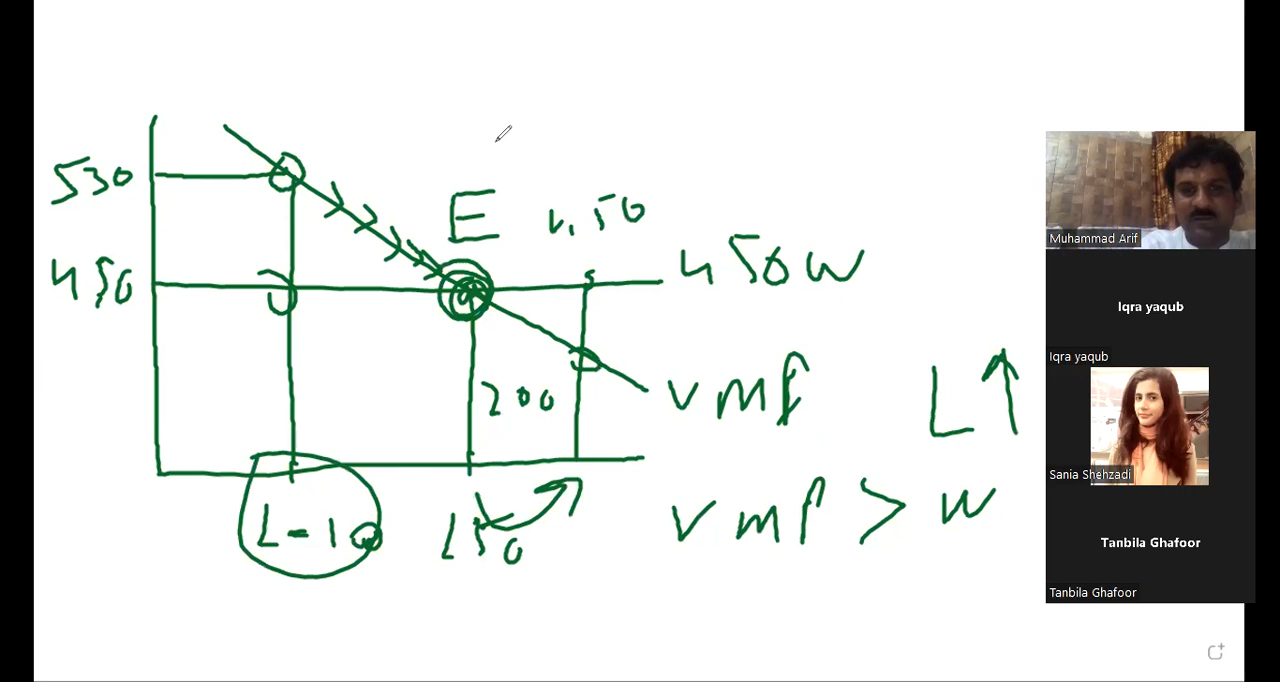 530
E
450
450
450W
200
vmp
L↑
L=10
L50
vmp > w
Muhammad Arif
Iqra yaqub
Iqra yaqub
Sania Shehzadi
Tanbila Ghafoor
Tanbila Ghafoor